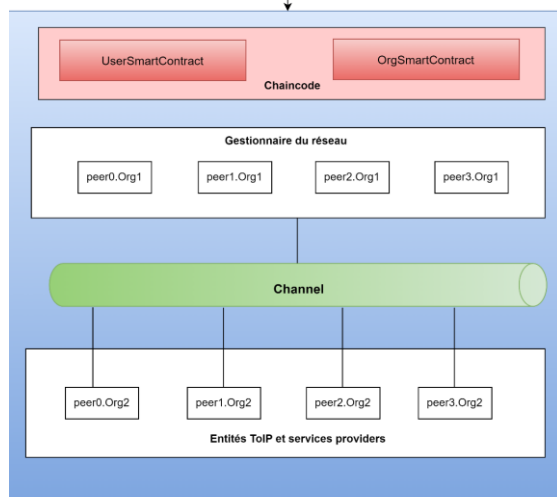 UserSmartContract
OrgSmartContract
Chaincode
Gestionnaire du réseau
peer0.Org1
peer1.Org1
peer2.Org1
peer3.Org1
Channel
peer0.Org2
peer1.Org2
peer2.Org2
peer3.Org2
Entités ToIP et services providers